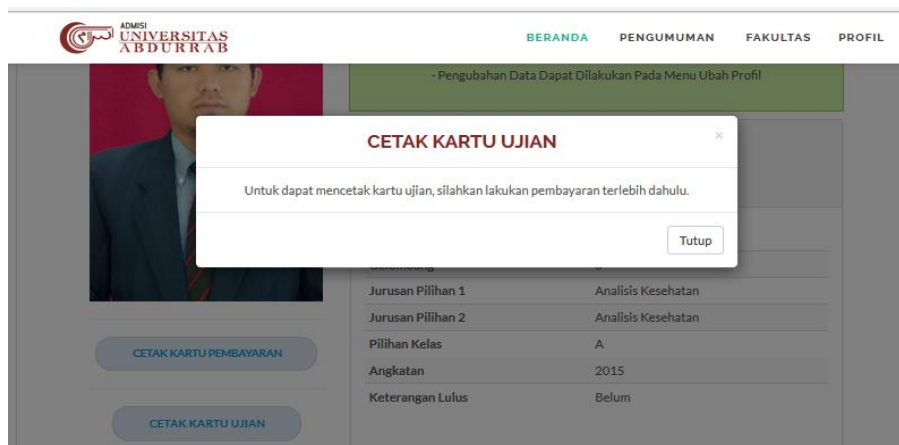 ADMISI
UNIVERSITAS
ABDURRAB
BERANDA PENGUMUMAN FAKULTAS PROFIL
- Pengubahan Data Dapat Dilakukan Pada Menu Ubah Profil
CETAK KARTU UJIAN
×
Untuk dapat mencetak kartu ujian, silahkan lakukan pembayaran terlebih dahulu.
Tutup
Jurusan Pilihan 1 Analisis Kesehatan
Jurusan Pilihan 2 Analisis Kesehatan
Pilihan Kelas A
Angkatan 2015
Keterangan Lulus Belum
CETAK KARTU PEMBAYARAN
CETAK KARTU UJIAN